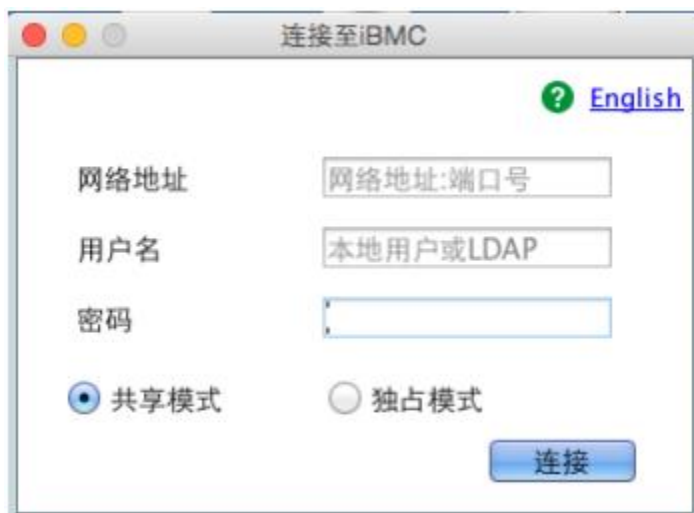 连接至iBMC
English
网络地址 网络地址:端口号
用户名 本地用户或LDAP
密码
共享模式 独占模式
连接